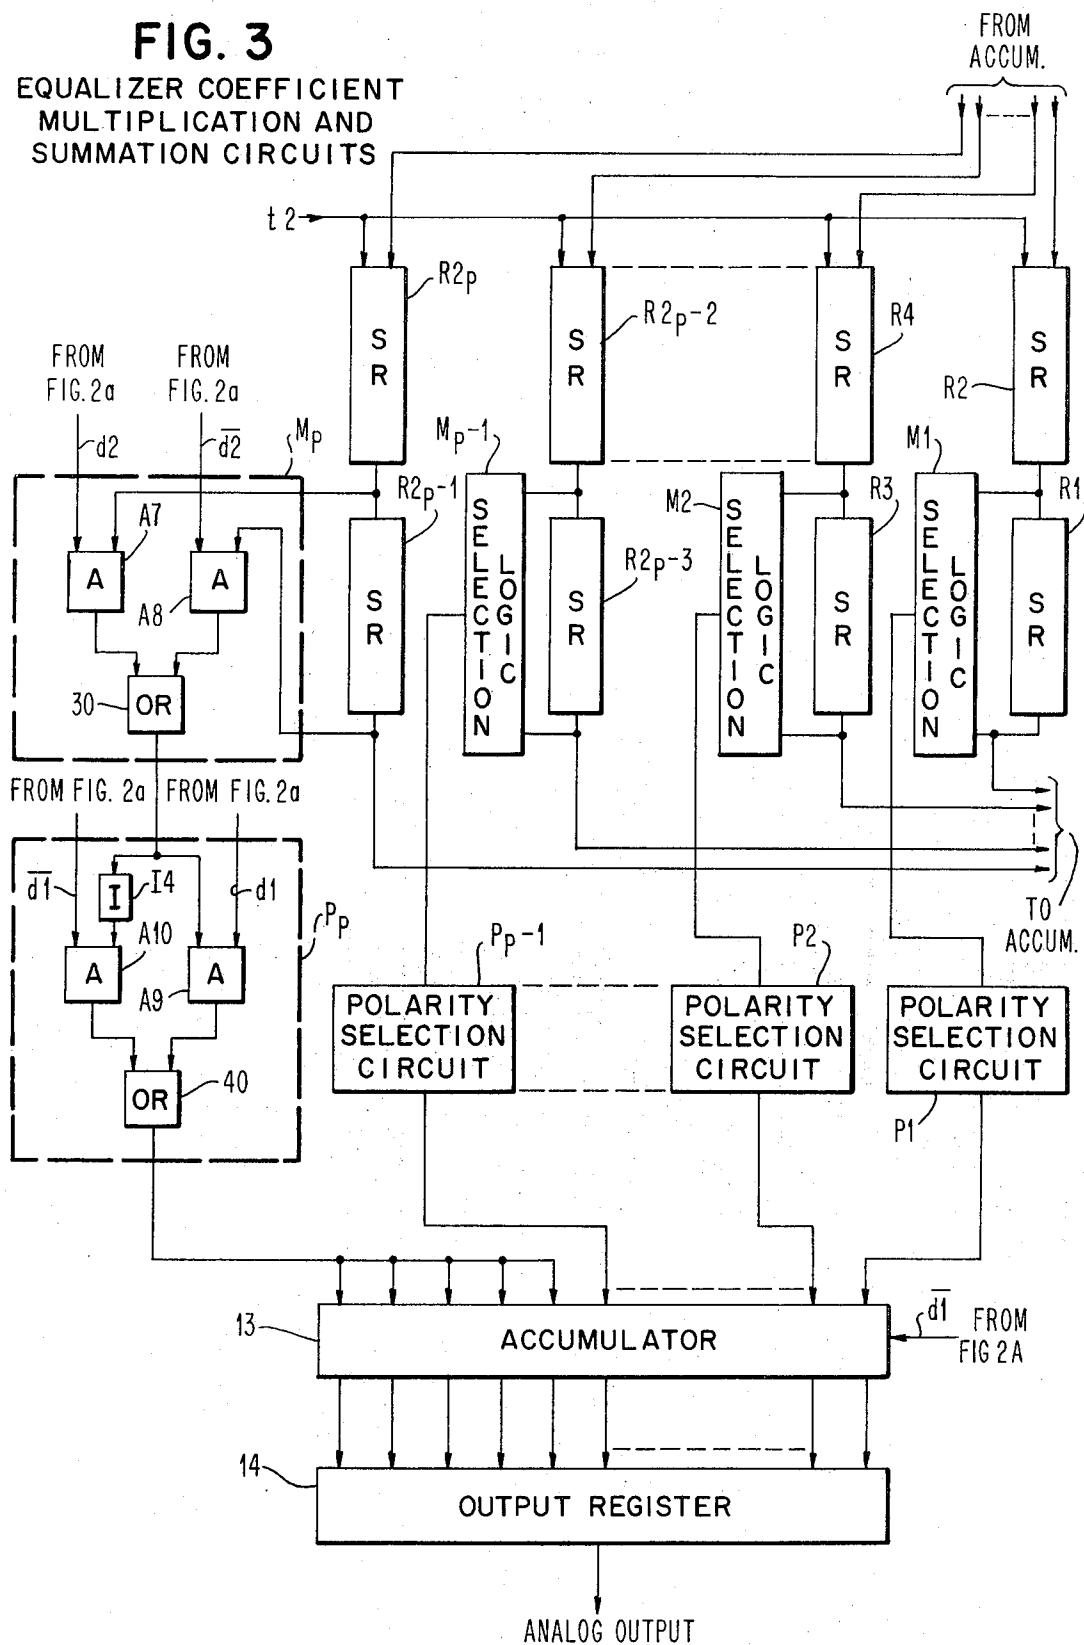 FIG. 3
EQUALIZER COEFFICIENT
MULTIPLICATION AND
SUMMATION CIRCUITS
FROM
ACCUM.
t2
R2p
R2p-2
R4
R2
SR
SR
SR
SR
FROM
FIG. 2a
FROM
FIG. 2a
d2
d̅2̅
Mp
Mp-1
M2
M1
R2p-1
R2p-3
R3
R1
A7
A
A
A8
SR
SELECTION
LOGIC
SR
SELECTION
LOGIC
SR
SELECTION
LOGIC
SR
30
OR
FROM FIG. 2a
FROM FIG. 2a
d̅1̅
I
I4
d1
Pp
TO
ACCUM.
A10
A
A9
A
Pp-1
P2
POLARITY
SELECTION
CIRCUIT
POLARITY
SELECTION
CIRCUIT
POLARITY
SELECTION
CIRCUIT
P1
OR
40
13
ACCUMULATOR
d̅1̅
FROM
FIG 2A
14
OUTPUT REGISTER
ANALOG OUTPUT